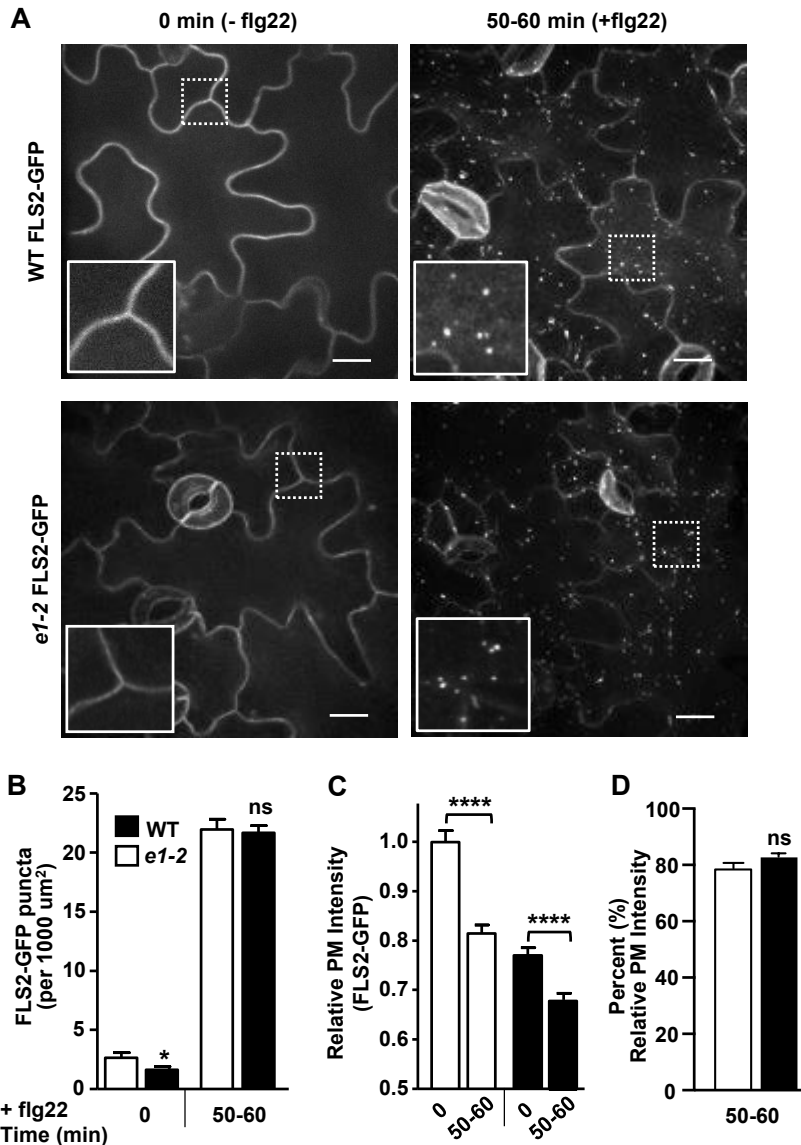 A
0 min (- flg22)
50-60 min (+flg22)
WT FLS2-GFP
e1-2 FLS2-GFP
B
FLS2-GFP puncta
(per 1000 um²)
25
20
15
10
5
0
WT
e1-2
*
ns
+ flg22
Time (min)
0
50-60
C
Relative PM Intensity
(FLS2-GFP)
1.0
0.9
0.8
0.7
0.6
0.5
****
****
0
50-60
0
50-60
D
Percent (%)
Relative PM Intensity
100
80
60
40
20
0
ns
50-60